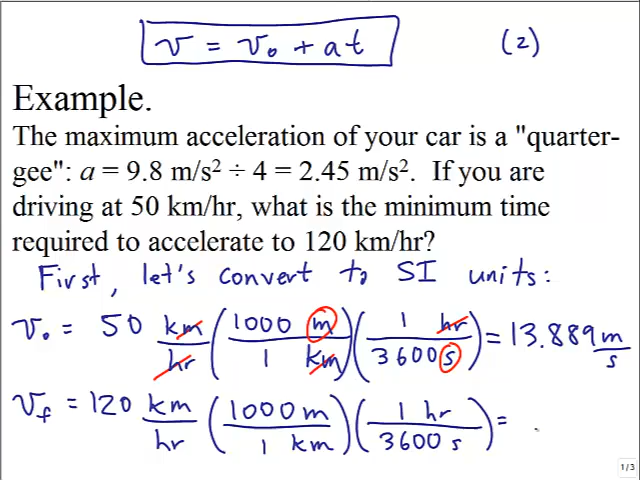 v = v₀ + at (2)
Example.
The maximum acceleration of your car is a "quarter-
gee": a = 9.8 m/s² ÷ 4 = 2.45 m/s². If you are
driving at 50 km/hr, what is the minimum time
required to accelerate to 120 km/hr?
First, let's convert to SI units:
v₀ = 50 km/hr (1000 m / 1 km) (1 hr / 3600 s) = 13.889 m/s
v_f = 120 km/hr (1000 m / 1 km) (1 hr / 3600 s) =
1/3